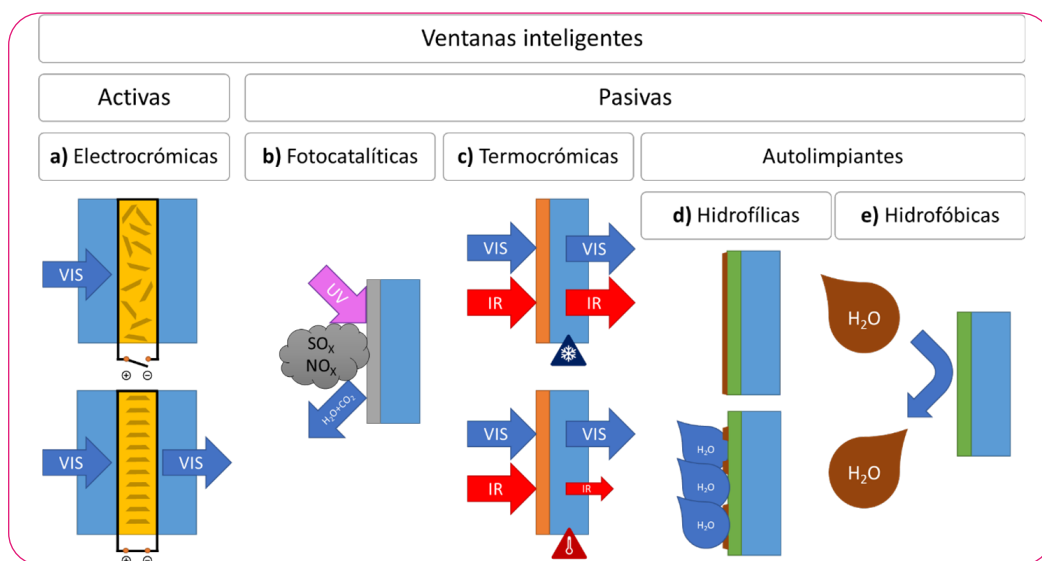 Ventanas inteligentes
Activas
Pasivas
a) Electrocrómicas
b) Fotocatalíticas
c) Termocrómicas
Autolimpiantes
d) Hidrofílicas
e) Hidrofóbicas
VIS
⊕ ⊖
VIS
VIS
⊕ ⊖
UV
SOX
NOX
H2O+CO2
VIS
VIS
IR
IR
VIS
VIS
IR
IR
H2O
H2O
H2O
H2O
H2O